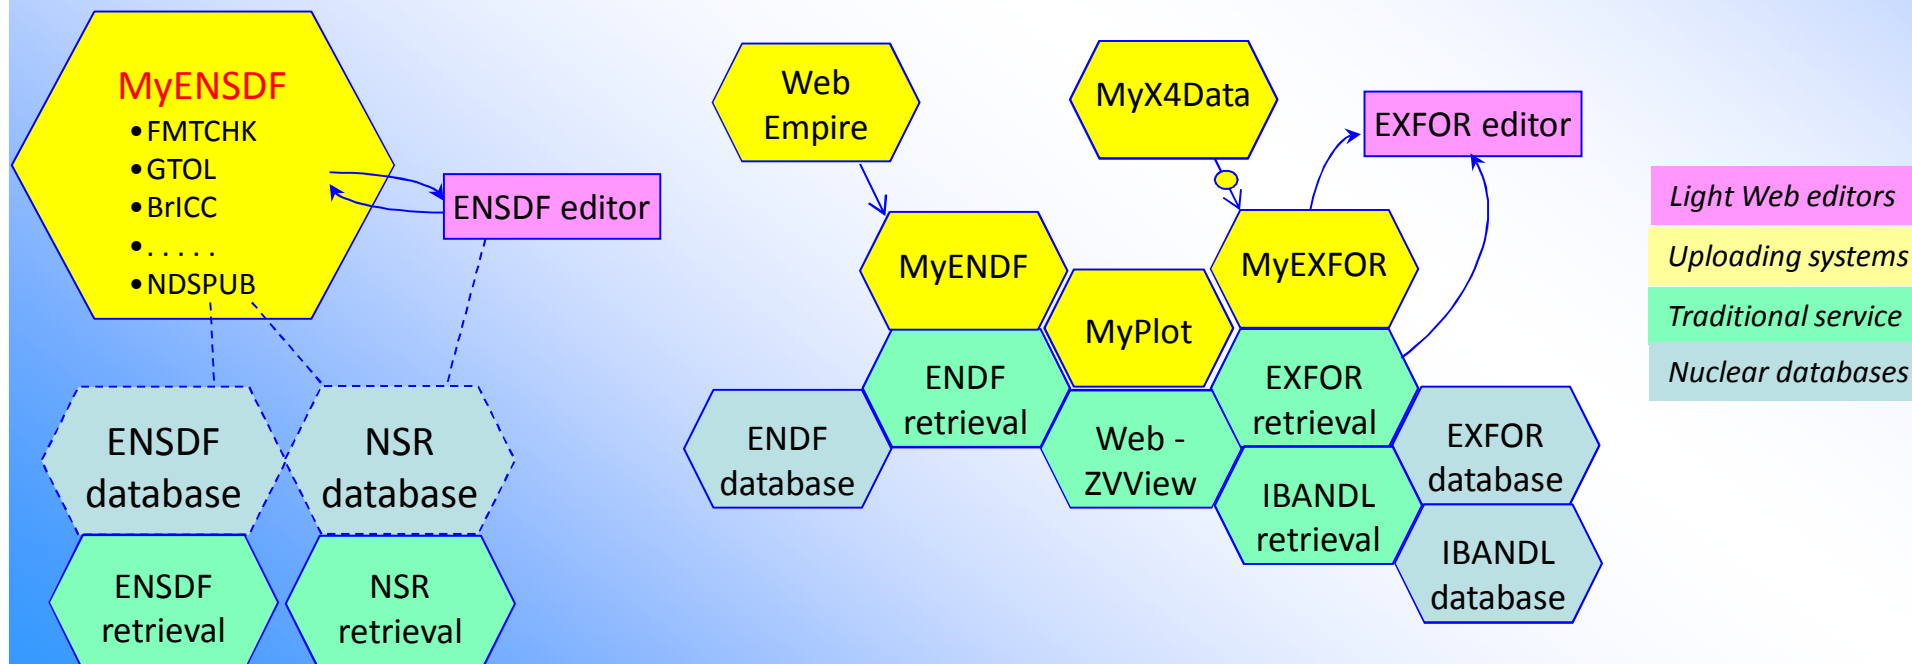 MyENSDF
•FMTCHK
•GTOL
•BrICC
•. . . . .
•NDSPUB
ENSDF editor
ENSDF
database
NSR
database
ENSDF
retrieval
NSR
retrieval
Web
Empire
MyX4Data
EXFOR editor
MyENDF
MyPlot
MyEXFOR
ENDF
retrieval
EXFOR
retrieval
ENDF
database
Web -
ZVView
IBANDL
retrieval
EXFOR
database
IBANDL
database
Light Web editors
Uploading systems
Traditional service
Nuclear databases